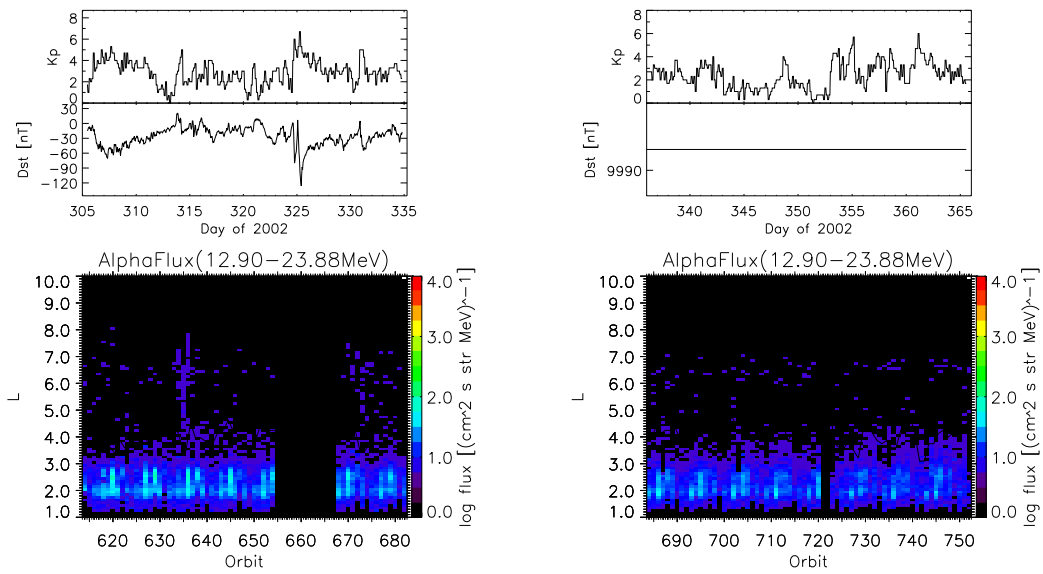 8
6
4
2
0
Kp
30
0
−30
−60
−90
−120
Dst [nT]
305 310 315 320 325 330 335
Day of 2002
AlphaFlux(12.90−23.88MeV)
10.0
9.0
8.0
7.0
6.0
5.0
4.0
3.0
2.0
1.0
L
620 630 640 650 660 670 680
Orbit
4.0
3.0
2.0
1.0
0.0
log flux [(cm^2 s str MeV)^−1]
8
6
4
2
0
Kp
9990
Dst [nT]
340 345 350 355 360 365
Day of 2002
AlphaFlux(12.90−23.88MeV)
10.0
9.0
8.0
7.0
6.0
5.0
4.0
3.0
2.0
1.0
L
690 700 710 720 730 740 750
Orbit
4.0
3.0
2.0
1.0
0.0
log flux [(cm^2 s str MeV)^−1]